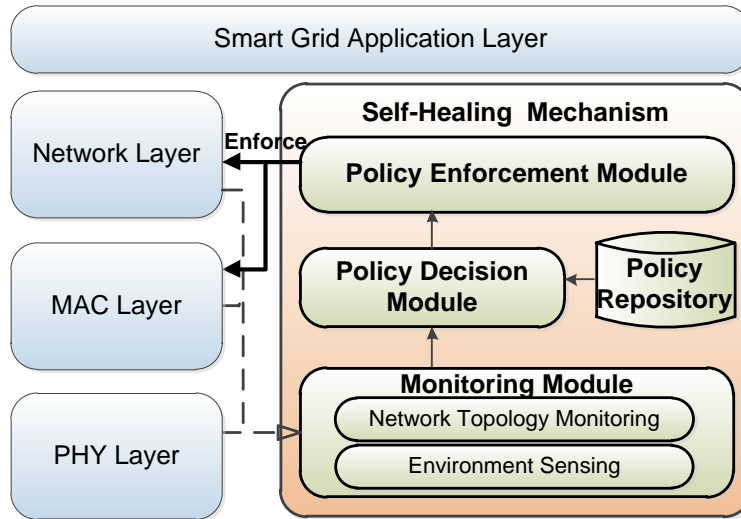 Smart Grid Application Layer
Self-Healing Mechanism
Network Layer
Enforce
Policy Enforcement Module
MAC Layer
Policy Decision
Module
Policy
Repository
Monitoring Module
Network Topology Monitoring
PHY Layer
Environment Sensing